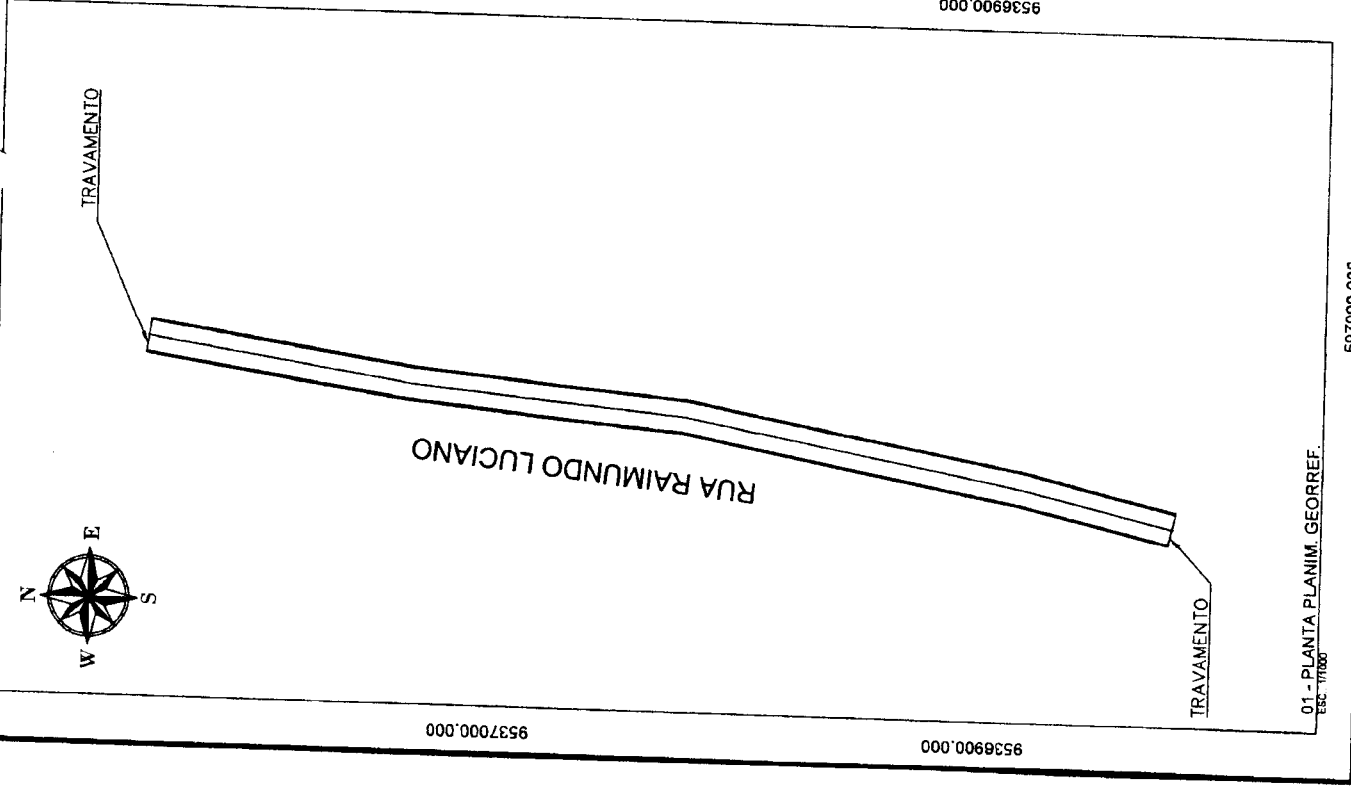 9536900.000
TRAVAMENTO
RUA RAIMUNDO LUCIANO
N
E
S
W
TRAVAMENTO
01 - PLANTA PLANIM. GEORREF.
ESC. 1/1000
9537000.000
9536900.000